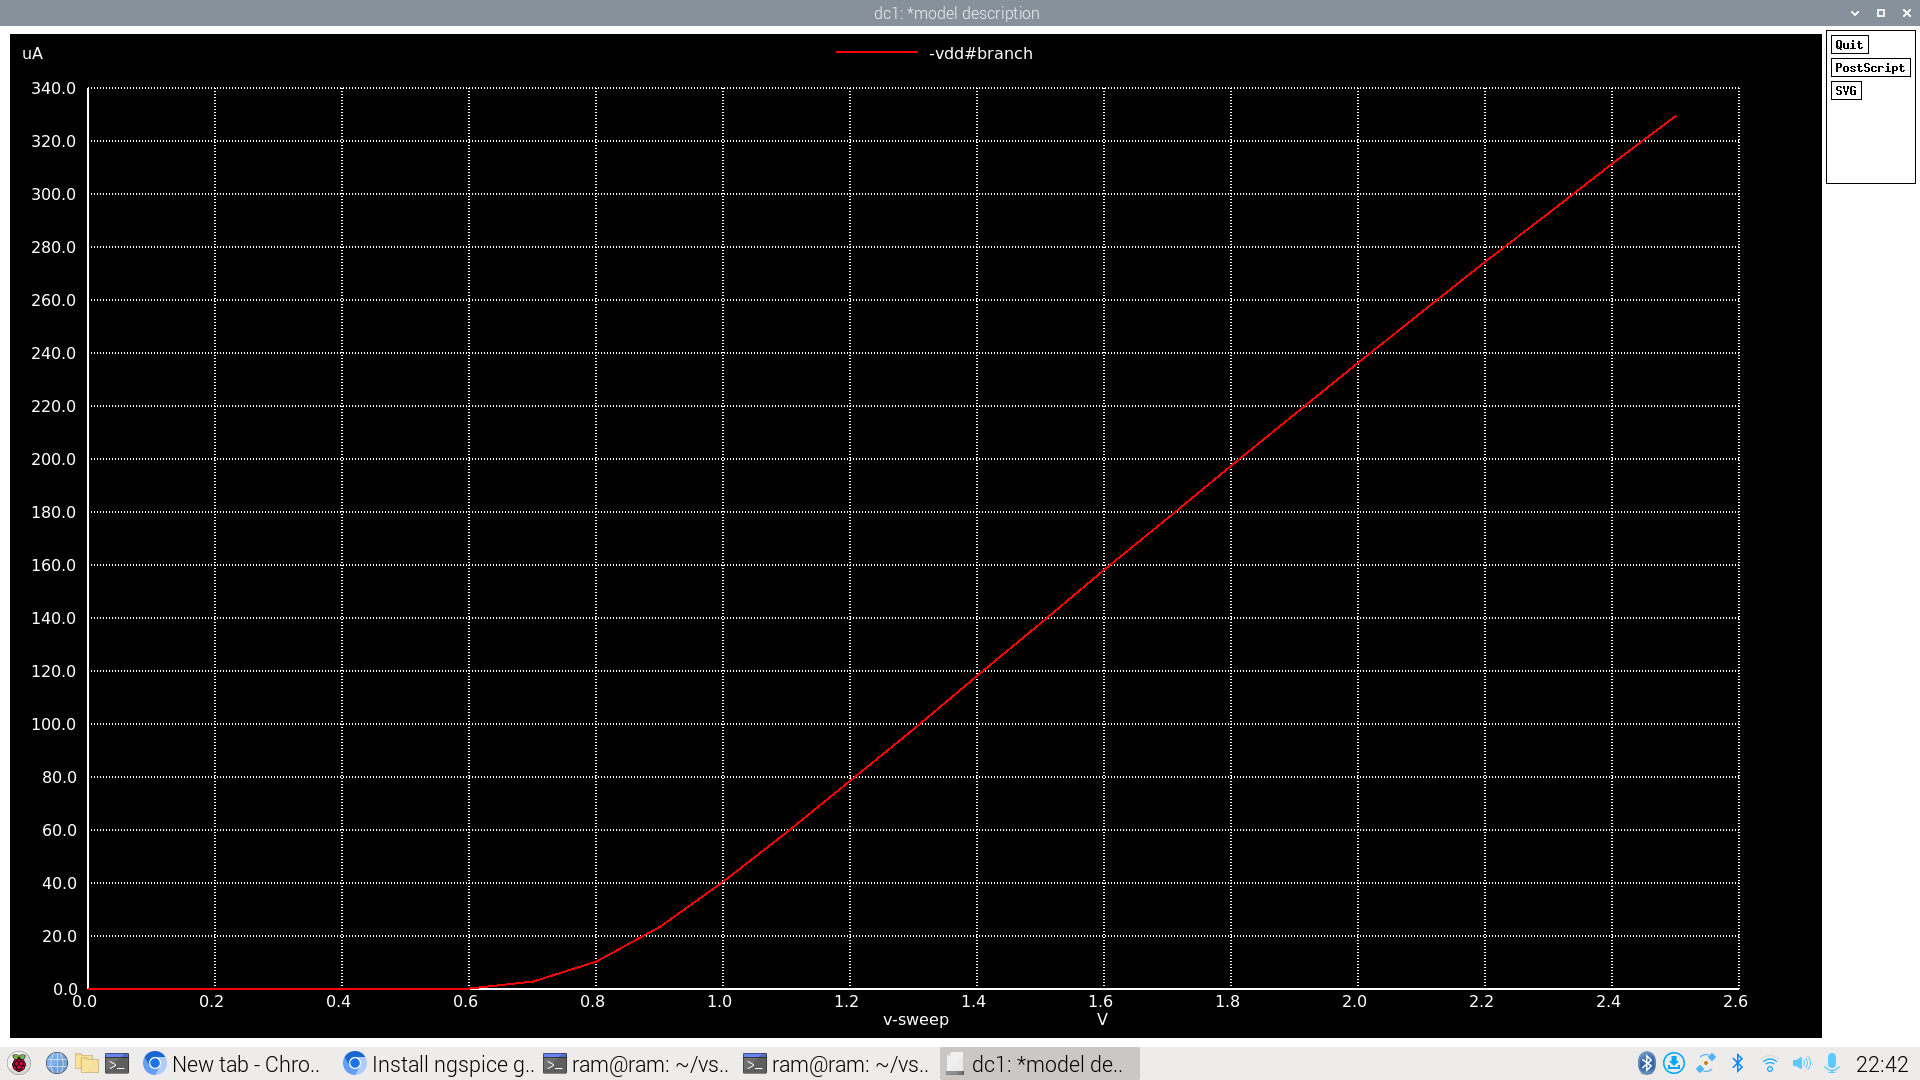 dc1: *model description
uA
-vdd#branch
Quit
PostScript
SVG
340.0
320.0
300.0
280.0
260.0
240.0
220.0
200.0
180.0
160.0
140.0
120.0
100.0
80.0
60.0
40.0
20.0
0.0
0.0 0.2 0.4 0.6 0.8 1.0 1.2 1.4 1.6 1.8 2.0 2.2 2.4 2.6
v-sweep V
New tab - Chro.. Install ngspice g.. ram@ram: ~/vs.. ram@ram: ~/vs.. dc1: *model de.. 22:42